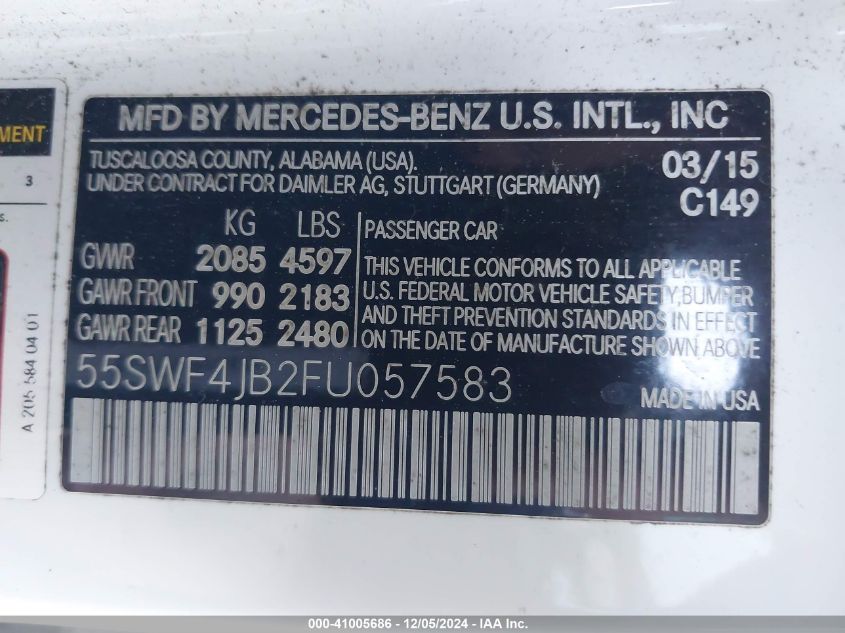 MENT
3
s.
A 205 584 04 01
MFD BY MERCEDES-BENZ U.S. INTL., INC
TUSCALOOSA COUNTY, ALABAMA (USA). 03/15
UNDER CONTRACT FOR DAIMLER AG, STUTTGART (GERMANY) C149
KG LBS
GVWR 2085 4597
GAWR FRONT 990 2183
GAWR REAR 1125 2480
PASSENGER CAR
THIS VEHICLE CONFORMS TO ALL APPLICABLE
U.S. FEDERAL MOTOR VEHICLE SAFETY, BUMPER
AND THEFT PREVENTION STANDARDS IN EFFECT
ON THE DATE OF MANUFACTURE SHOWN ABOVE.
55SWF4JB2FU057583
MADE IN USA
000-41005686 - 12/05/2024 - IAA Inc.